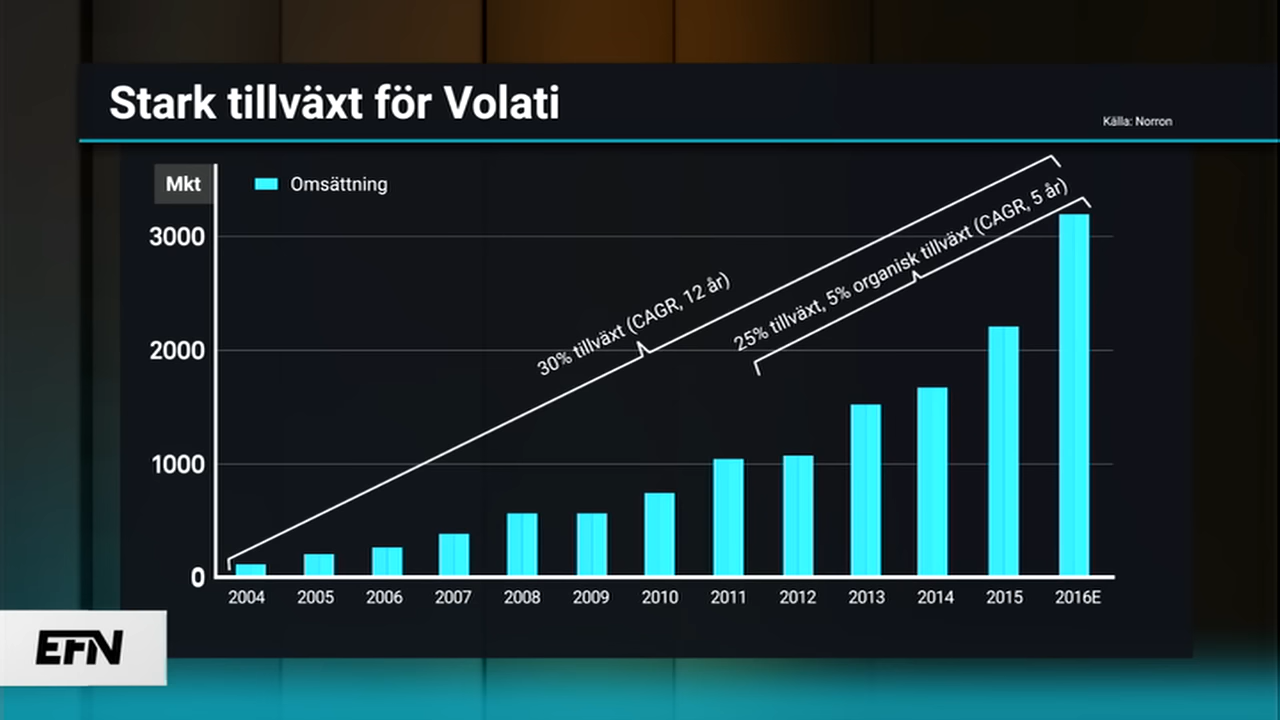 Stark tillväxt för Volati
Källa: Norron
Mkt
Omsättning
3000
2000
1000
0
30% tillväxt (CAGR, 12 år)
25% tillväxt, 5% organisk tillväxt (CAGR, 5 år)
2004 2005 2006 2007 2008 2009 2010 2011 2012 2013 2014 2015 2016E
EFN